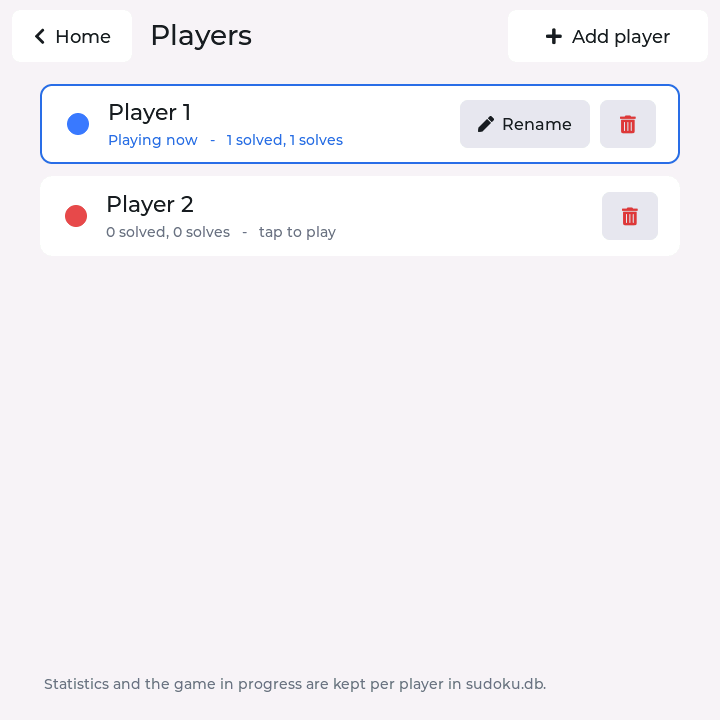 Home
Players
Add player
Player 1
Playing now - 1 solved, 1 solves
Rename
Player 2
0 solved, 0 solves - tap to play
Statistics and the game in progress are kept per player in sudoku.db.